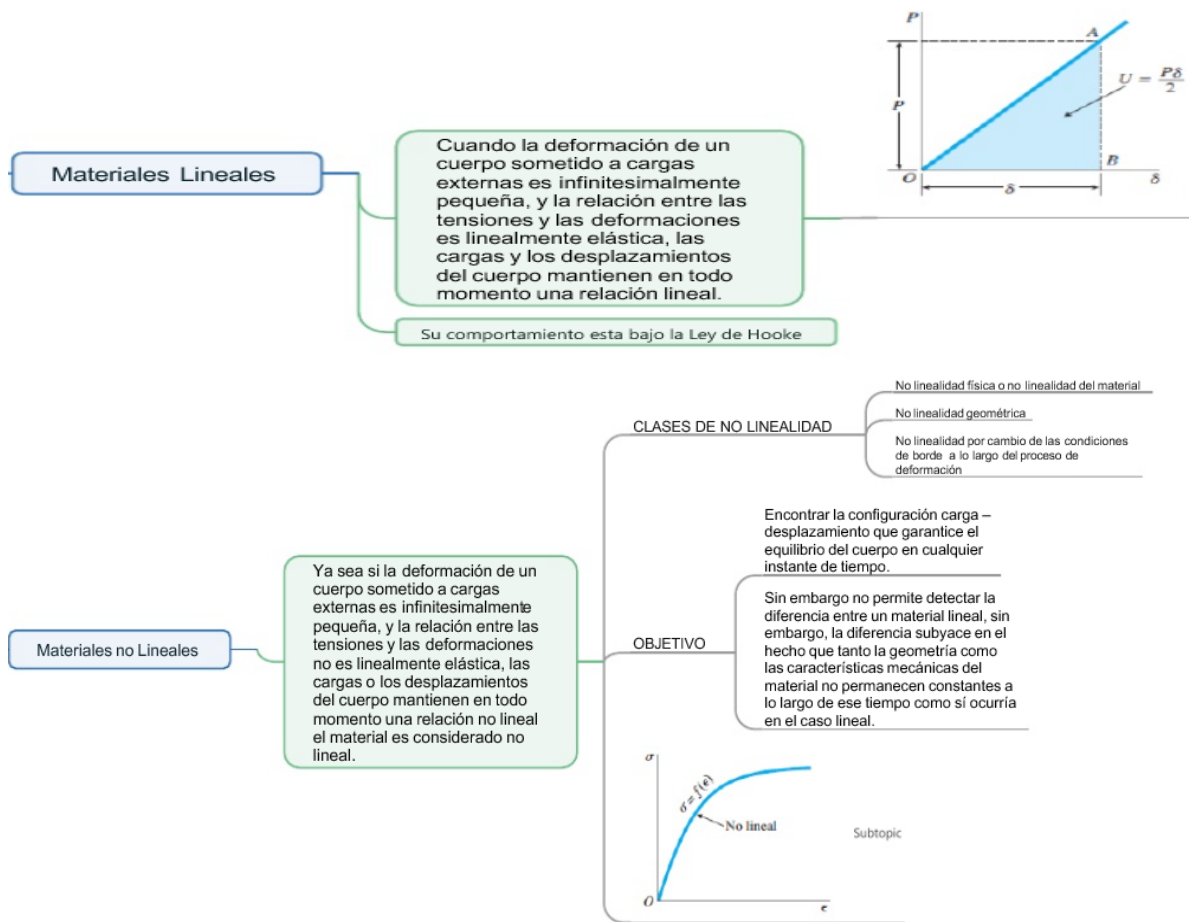 Materiales Lineales
Cuando la deformación de un
cuerpo sometido a cargas
externas es infinitesimalmente
pequeña, y la relación entre las
tensiones y las deformaciones
es linealmente elástica, las
cargas y los desplazamientos
del cuerpo mantienen en todo
momento una relación lineal.
P
A
U = Pδ/2
P
O
B
δ
δ
Su comportamiento esta bajo la Ley de Hooke
Materiales no Lineales
Ya sea si la deformación de un
cuerpo sometido a cargas
externas es infinitesimalmente
pequeña, y la relación entre las
tensiones y las deformaciones
no es linealmente elástica, las
cargas o los desplazamientos
del cuerpo mantienen en todo
momento una relación no lineal
el material es considerado no
lineal.
CLASES DE NO LINEALIDAD
No linealidad física o no linealidad del material
No linealidad geométrica
No linealidad por cambio de las condiciones
de borde a lo largo del proceso de
deformación
OBJETIVO
Encontrar la configuración carga –
desplazamiento que garantice el
equilibrio del cuerpo en cualquier
instante de tiempo.
Sin embargo no permite detectar la
diferencia entre un material lineal, sin
embargo, la diferencia subyace en el
hecho que tanto la geometría como
las características mecánicas del
material no permanecen constantes a
lo largo de ese tiempo como sí ocurría
en el caso lineal.
σ
σ = f(ϵ)
No lineal
O
ϵ
Subtopic